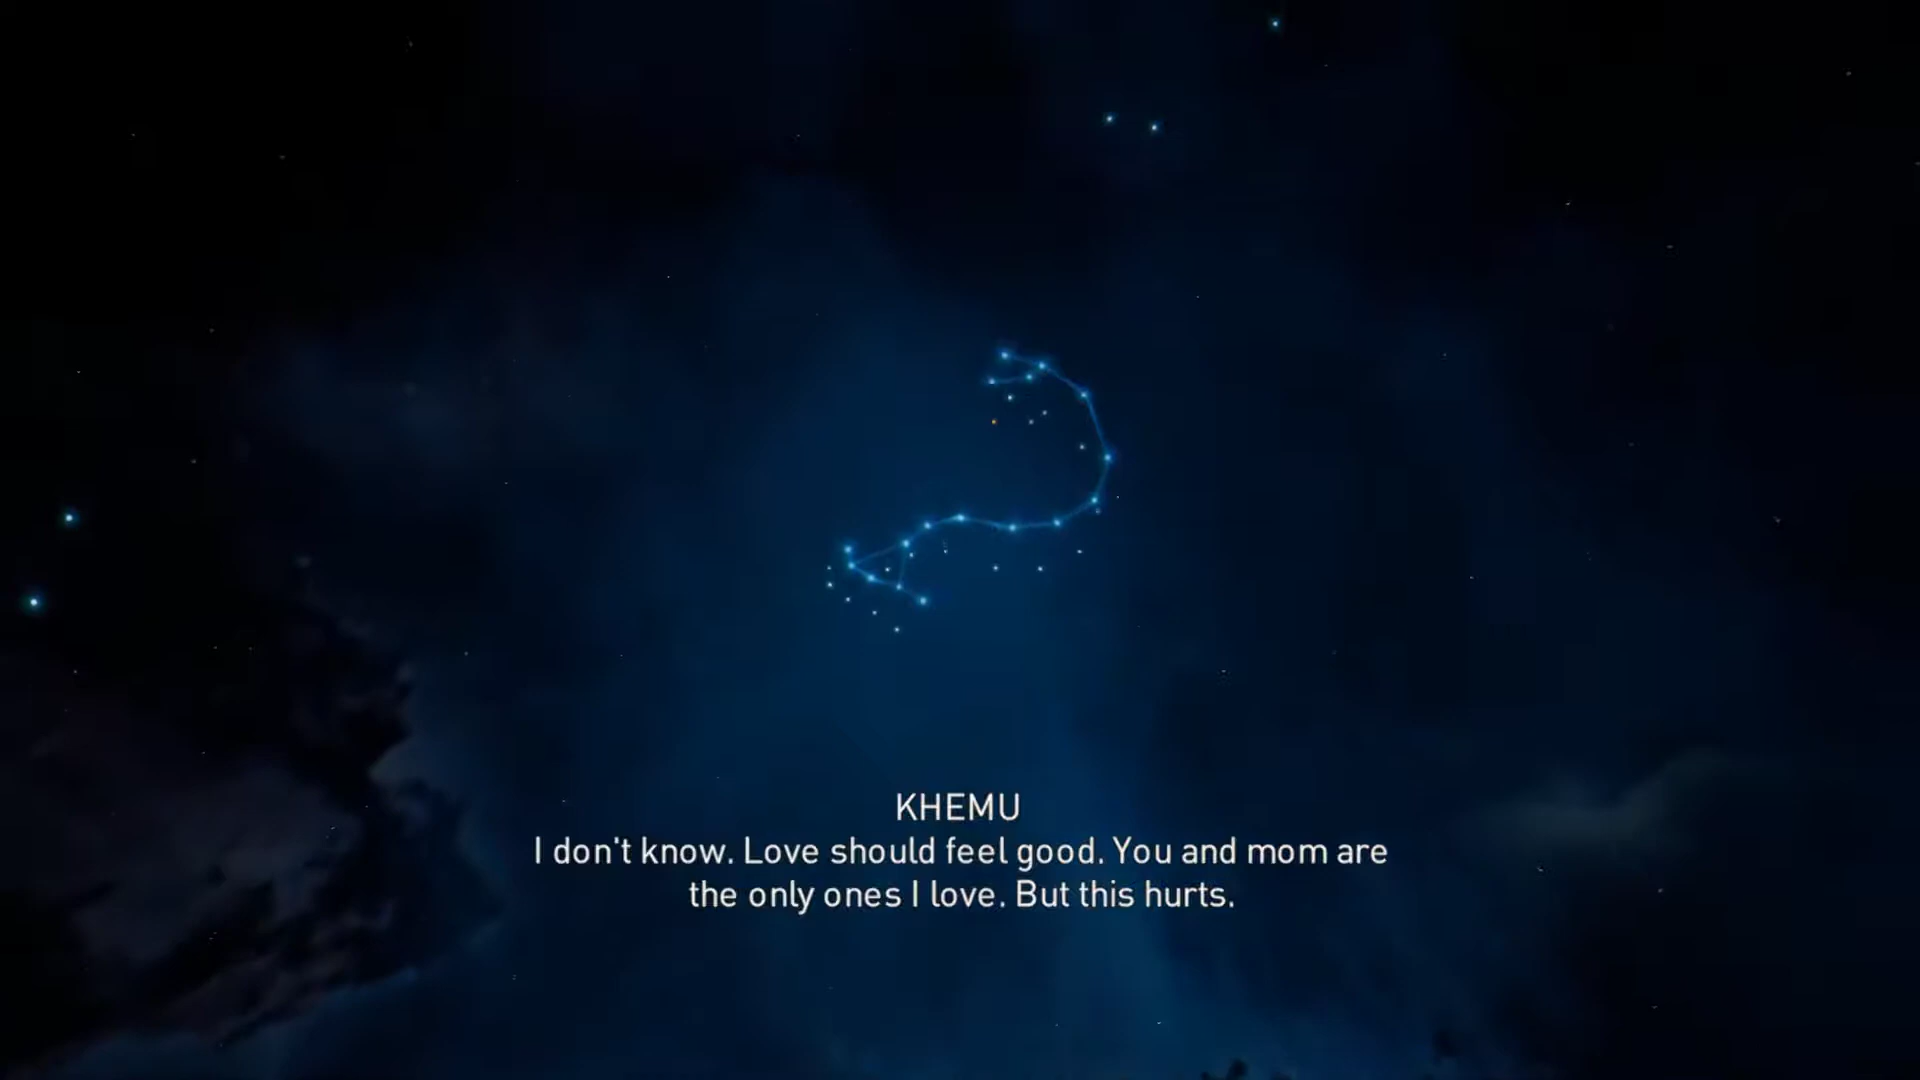 KHEMU
I don't know. Love should feel good. You and mom are
the only ones I love. But this hurts.